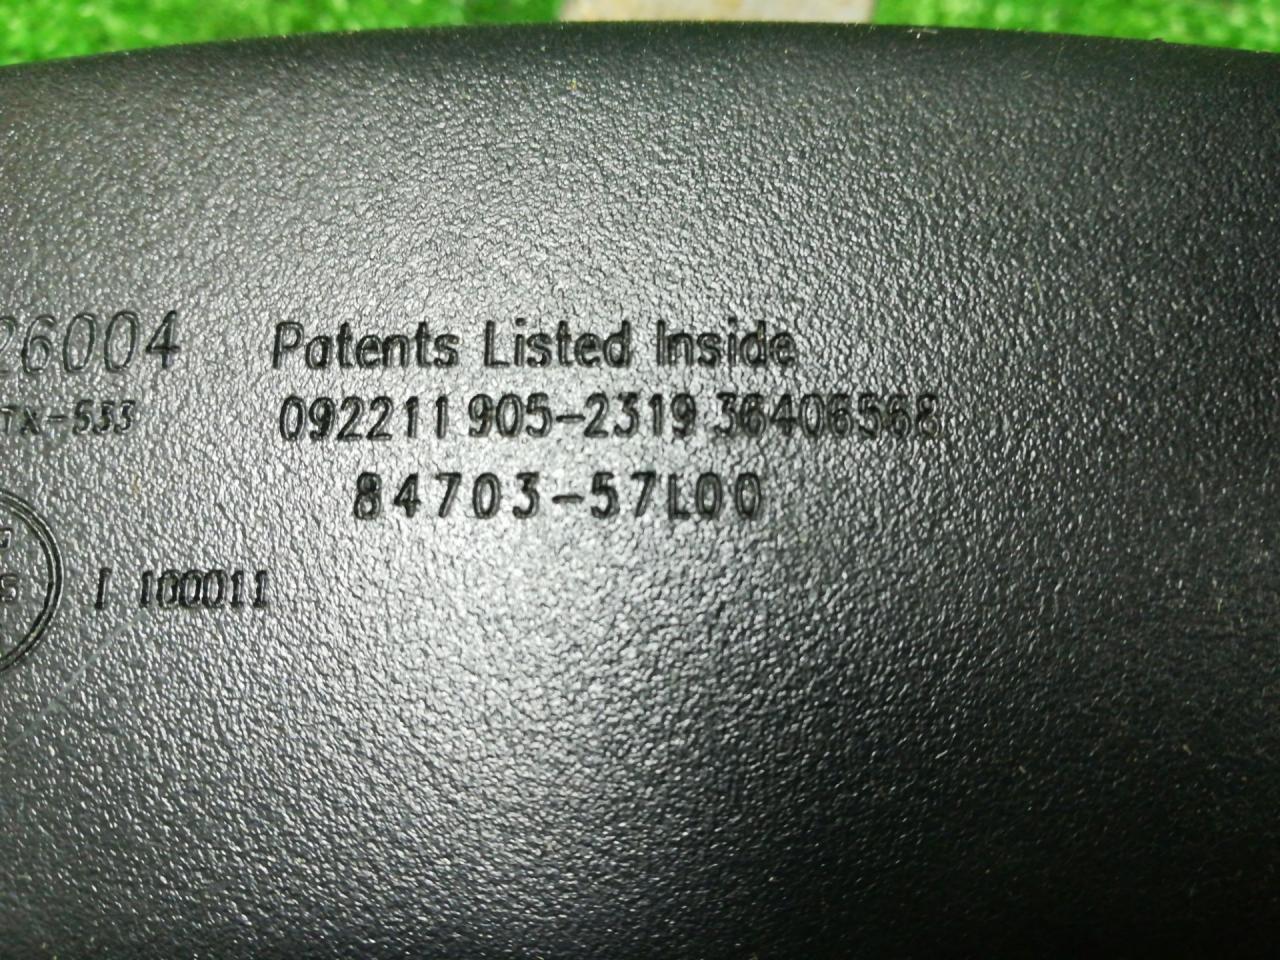 26004
Patents Listed Inside
TX-533
092211 905-2319 36406568
84703-57L00
I 100011